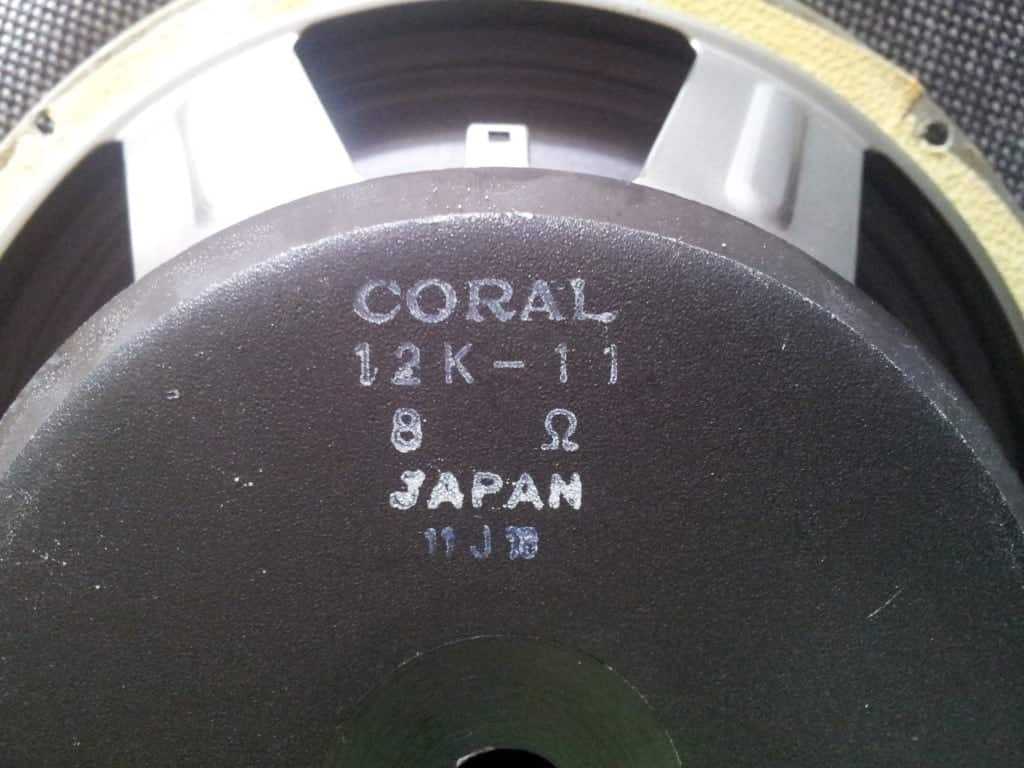 CORAL
12K-11
8 Ω
JAPAN
11J